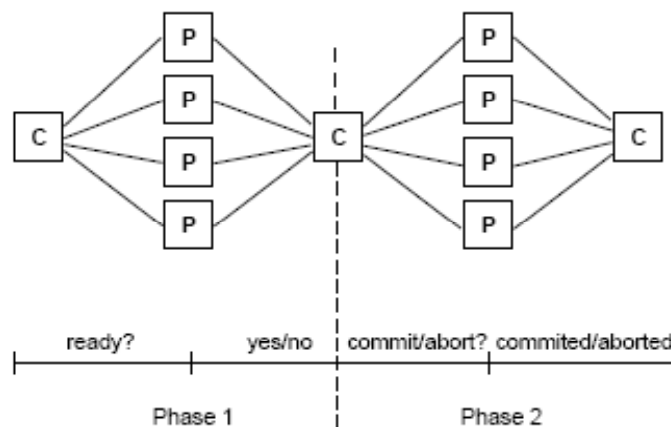 P P
P P
C C C
P P
P P
ready? yes/no commit/abort? commited/aborted
Phase 1 Phase 2